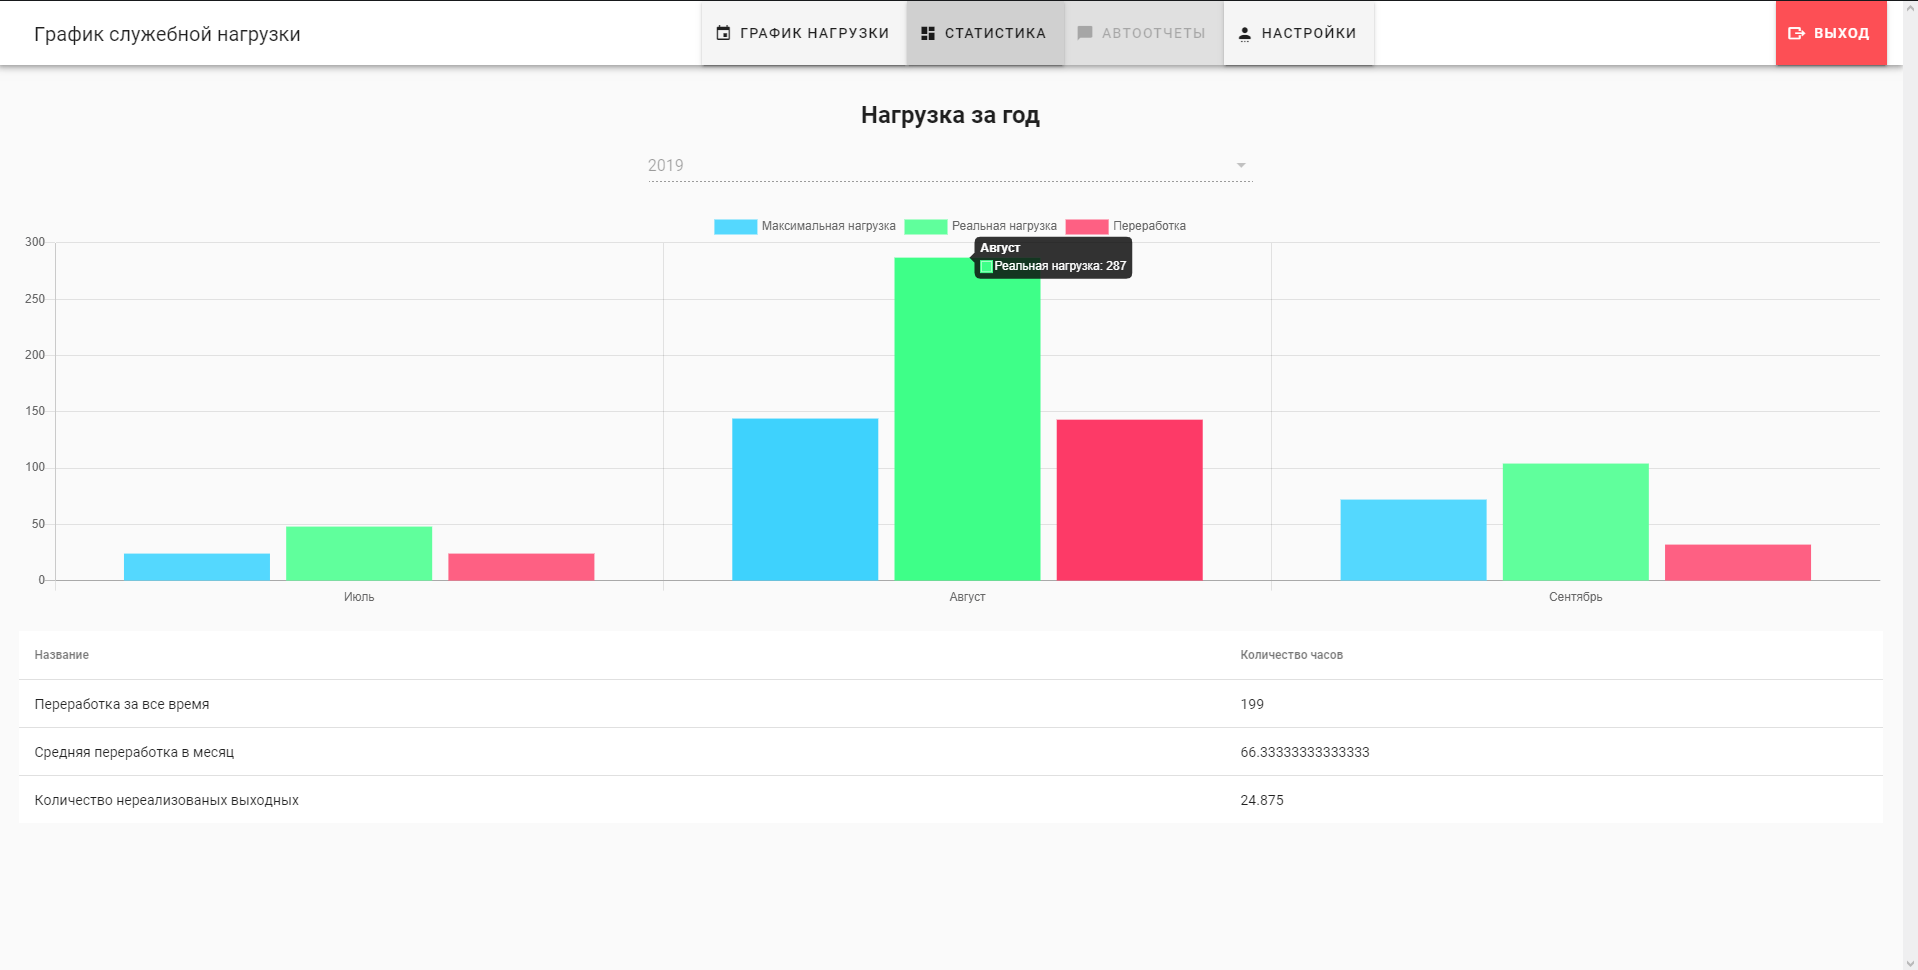 График служебной нагрузки
ГРАФИК НАГРУЗКИ
СТАТИСТИКА
АВТООТЧЕТЫ
НАСТРОЙКИ
ВЫХОД
Нагрузка за год
2019
Максимальная нагрузка
Реальная нагрузка
Переработка
Август
Реальная нагрузка: 287
300
250
200
150
100
50
0
Июль
Август
Сентябрь
Название Количество часов
Переработка за все время 199
Средняя переработка в месяц 66.33333333333333
Количество нереализованых выходных 24.875